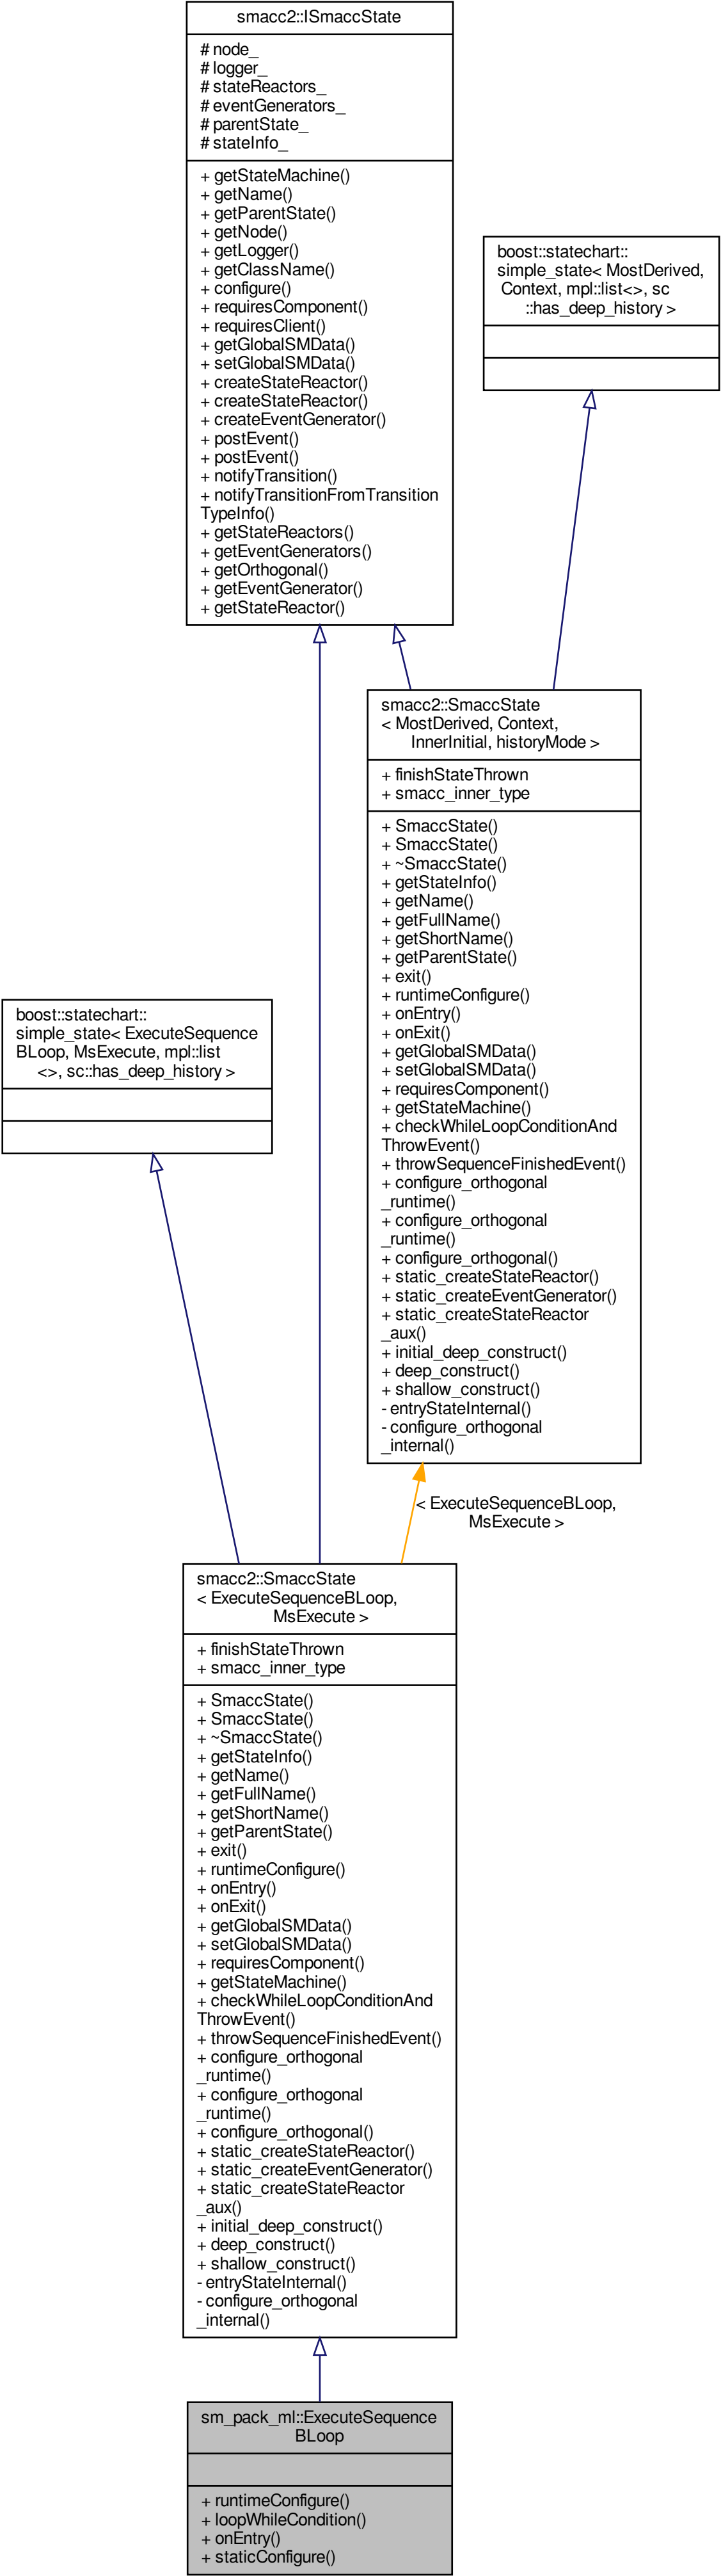 smacc2::ISmaccState
# node_
# logger_
# stateReactors_
# eventGenerators_
# parentState_
# stateInfo_
+ getStateMachine()
+ getName()
+ getParentState()
+ getNode()
+ getLogger()
+ getClassName()
+ configure()
+ requiresComponent()
+ requiresClient()
+ getGlobalSMData()
+ setGlobalSMData()
+ createStateReactor()
+ createStateReactor()
+ createEventGenerator()
+ postEvent()
+ postEvent()
+ notifyTransition()
+ notifyTransitionFromTransition
TypeInfo()
+ getStateReactors()
+ getEventGenerators()
+ getOrthogonal()
+ getEventGenerator()
+ getStateReactor()
boost::statechart::
simple_state< MostDerived,
Context, mpl::list<>, sc
::has_deep_history >
smacc2::SmaccState
< MostDerived, Context,
InnerInitial, historyMode >
+ finishStateThrown
+ smacc_inner_type
+ SmaccState()
+ SmaccState()
+ ~SmaccState()
+ getStateInfo()
+ getName()
+ getFullName()
+ getShortName()
+ getParentState()
+ exit()
+ runtimeConfigure()
+ onEntry()
+ onExit()
+ getGlobalSMData()
+ setGlobalSMData()
+ requiresComponent()
+ getStateMachine()
+ checkWhileLoopConditionAnd
ThrowEvent()
+ throwSequenceFinishedEvent()
+ configure_orthogonal
_runtime()
+ configure_orthogonal
_runtime()
+ configure_orthogonal()
+ static_createStateReactor()
+ static_createEventGenerator()
+ static_createStateReactor
_aux()
+ initial_deep_construct()
+ deep_construct()
+ shallow_construct()
- entryStateInternal()
- configure_orthogonal
_internal()
boost::statechart::
simple_state< ExecuteSequence
BLoop, MsExecute, mpl::list
<>, sc::has_deep_history >
< ExecuteSequenceBLoop,
MsExecute >
smacc2::SmaccState
< ExecuteSequenceBLoop,
MsExecute >
+ finishStateThrown
+ smacc_inner_type
+ SmaccState()
+ SmaccState()
+ ~SmaccState()
+ getStateInfo()
+ getName()
+ getFullName()
+ getShortName()
+ getParentState()
+ exit()
+ runtimeConfigure()
+ onEntry()
+ onExit()
+ getGlobalSMData()
+ setGlobalSMData()
+ requiresComponent()
+ getStateMachine()
+ checkWhileLoopConditionAnd
ThrowEvent()
+ throwSequenceFinishedEvent()
+ configure_orthogonal
_runtime()
+ configure_orthogonal
_runtime()
+ configure_orthogonal()
+ static_createStateReactor()
+ static_createEventGenerator()
+ static_createStateReactor
_aux()
+ initial_deep_construct()
+ deep_construct()
+ shallow_construct()
- entryStateInternal()
- configure_orthogonal
_internal()
sm_pack_ml::ExecuteSequence
BLoop
+ runtimeConfigure()
+ loopWhileCondition()
+ onEntry()
+ staticConfigure()